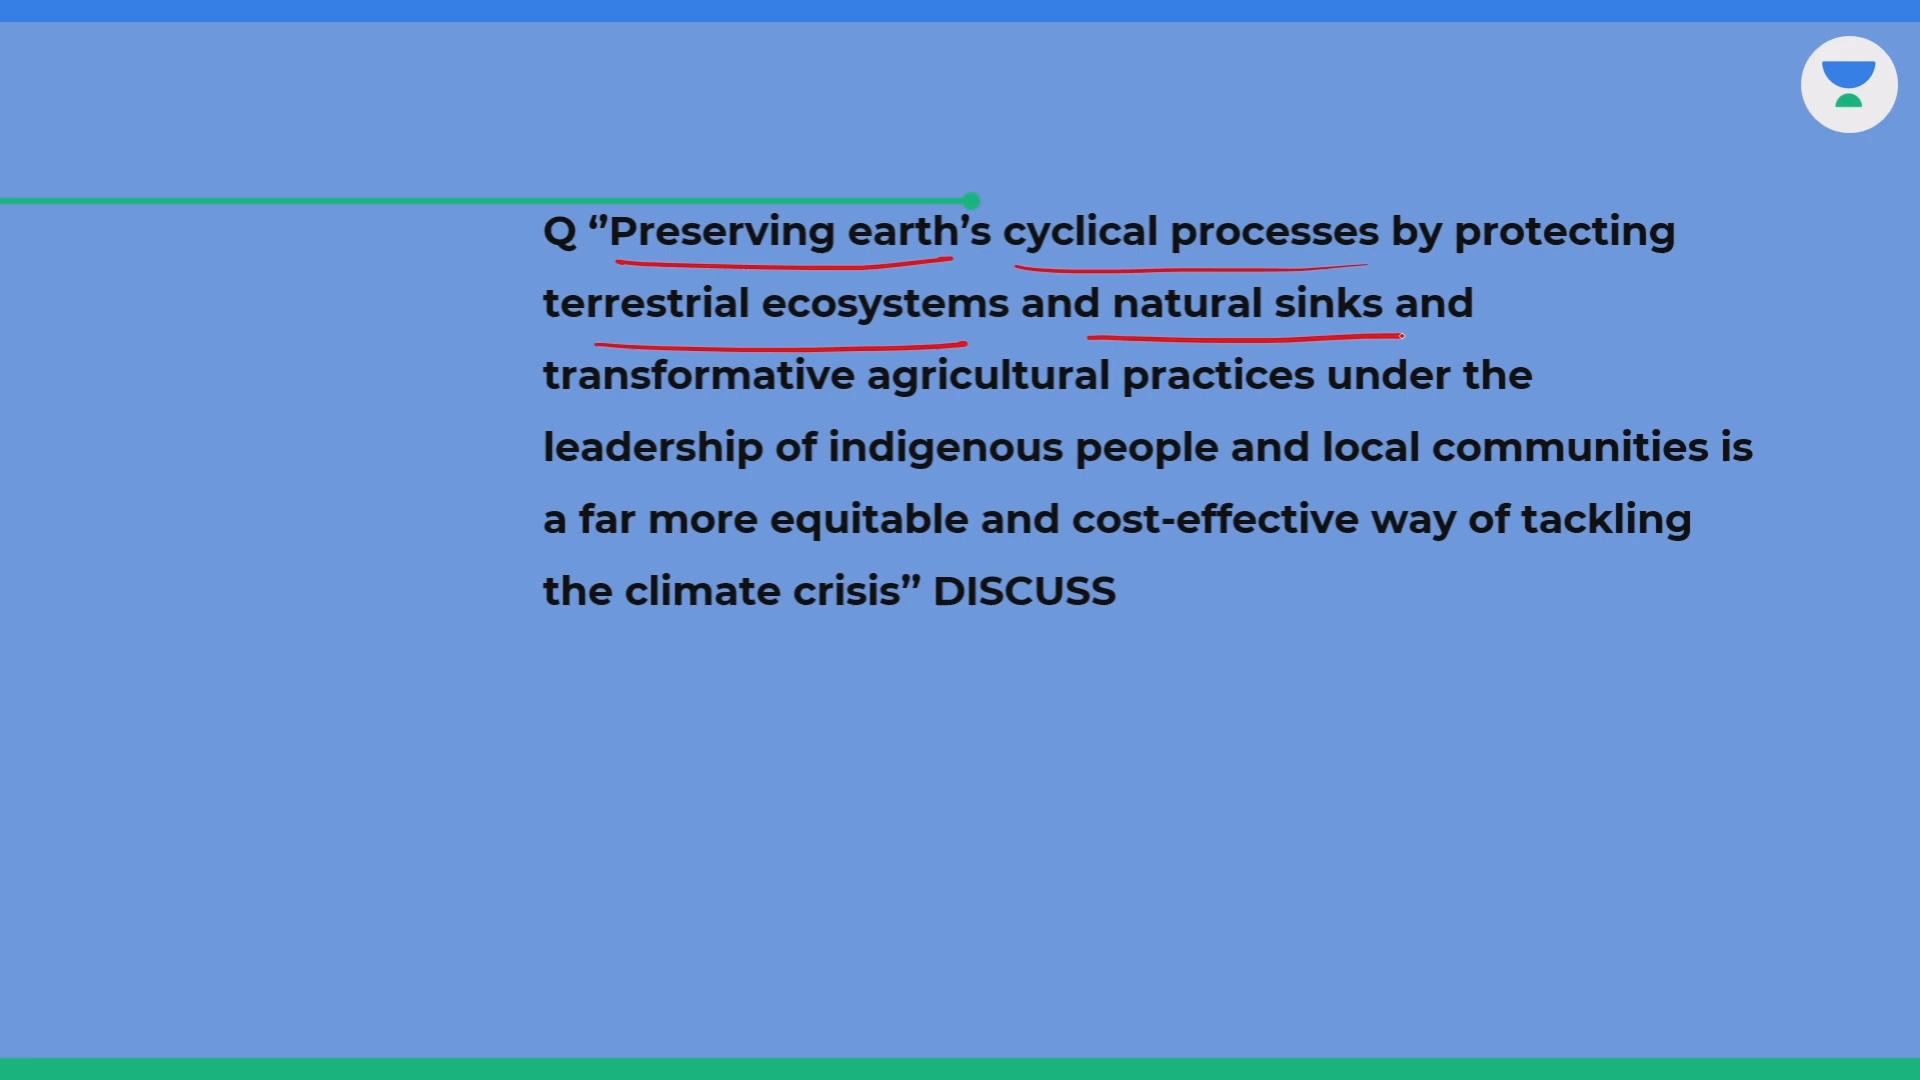 Q ‘’Preserving earth’s cyclical processes by protecting
terrestrial ecosystems and natural sinks and
transformative agricultural practices under the
leadership of indigenous people and local communities is
a far more equitable and cost-effective way of tackling
the climate crisis” DISCUSS